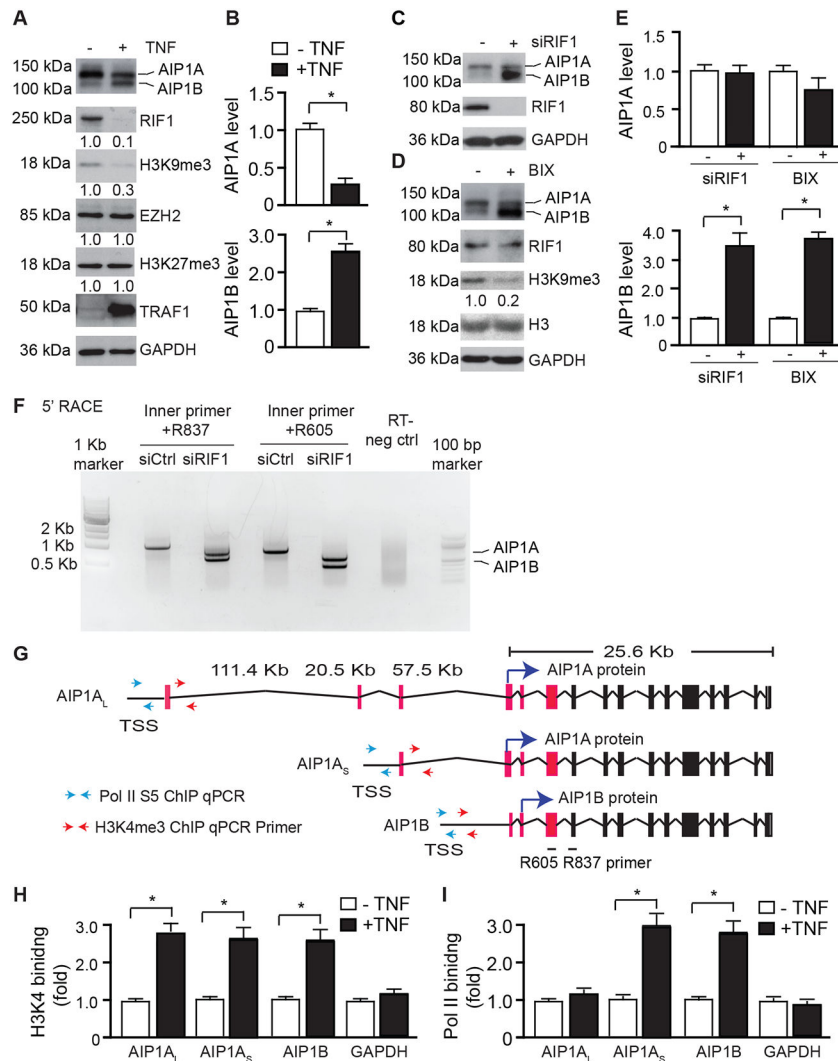 A
- + TNF
150 kDa AIP1A
100 kDa AIP1B
250 kDa RIF1
1.0 0.1
18 kDa H3K9me3
1.0 0.3
85 kDa EZH2
1.0 1.0
18 kDa H3K27me3
1.0 1.0
50 kDa TRAF1
36 kDa GAPDH
B
- TNF
+TNF
AIP1A level
1.5
1.0
0.5
0
*
AIP1B level
3.0
2.0
1.0
0
*
C
- + siRIF1
150 kDa AIP1A
100 kDa AIP1B
80 kDa RIF1
36 kDa GAPDH
D
- + BIX
150 kDa AIP1A
100 kDa AIP1B
80 kDa RIF1
18 kDa H3K9me3
1.0 0.2
18 kDa H3
36 kDa GAPDH
E
AIP1A level
1.5
1.0
0.5
0
- + - +
siRIF1 BIX
AIP1B level
4.0
2.0
1.0
0
* *
- + - +
siRIF1 BIX
F
5' RACE
Inner primer
+R837
Inner primer
+R605
RT-
neg ctrl
1 Kb
marker
siCtrl siRIF1 siCtrl siRIF1
100 bp
marker
2 Kb
1 Kb
0.5 Kb
AIP1A
AIP1B
G
25.6 Kb
111.4 Kb 20.5 Kb 57.5 Kb AIP1A protein
AIP1AL
TSS
AIP1A protein
AIP1AS
TSS
Pol II S5 ChIP qPCR
H3K4me3 ChIP qPCR Primer
AIP1B protein
AIP1B
TSS
R605 R837 primer
H
- TNF
+TNF
H3K4 binidng
(fold)
3.0
2.0
1.0
0
* * *
AIP1AL AIP1AS AIP1B GAPDH
I
- TNF
+TNF
Pol II binidng
(fold)
3.0
2.0
1.0
0
* *
AIP1AL AIP1AS AIP1B GAPDH